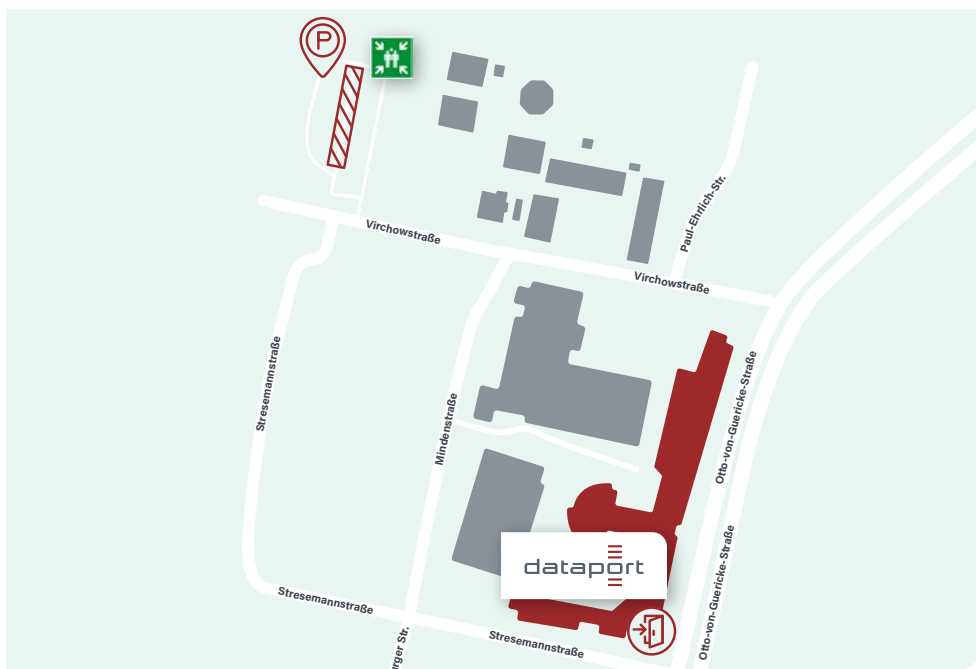 P
Virchowstraße
Paul-Ehrlich-Str.
Virchowstraße
Stresemannstraße
Mindenstraße
Otto-von-Guericke-Straße
Otto-von-Guericke-Straße
dataport
Stresemannstraße
Stresemannstraße
rger Str.